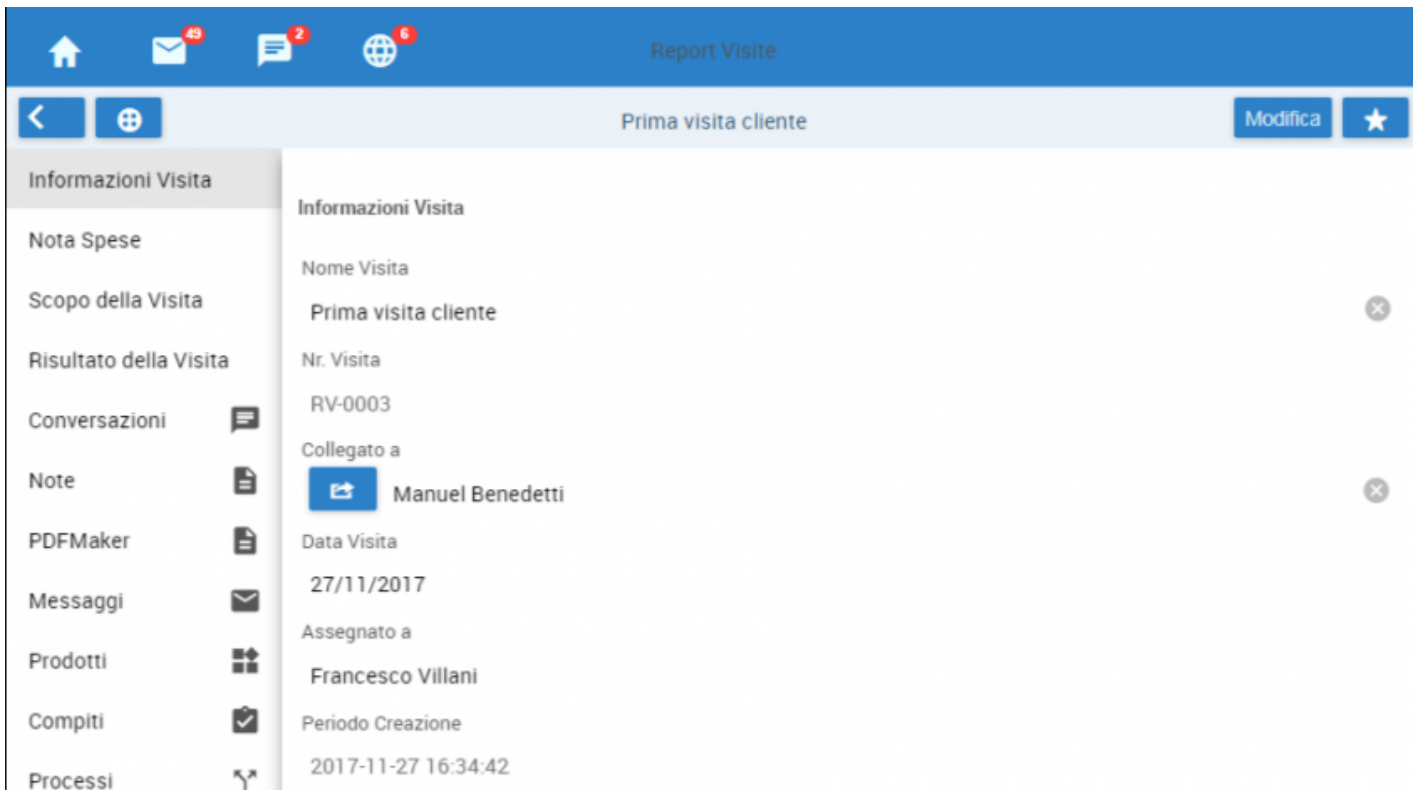 49
2
6
Report Visite
Prima visita cliente
Modifica
Informazioni Visita
Nota Spese
Scopo della Visita
Risultato della Visita
Conversazioni
Note
PDFMaker
Messaggi
Prodotti
Compiti
Processi
Informazioni Visita
Nome Visita
Prima visita cliente
Nr. Visita
RV-0003
Collegato a
Manuel Benedetti
Data Visita
27/11/2017
Assegnato a
Francesco Villani
Periodo Creazione
2017-11-27 16:34:42